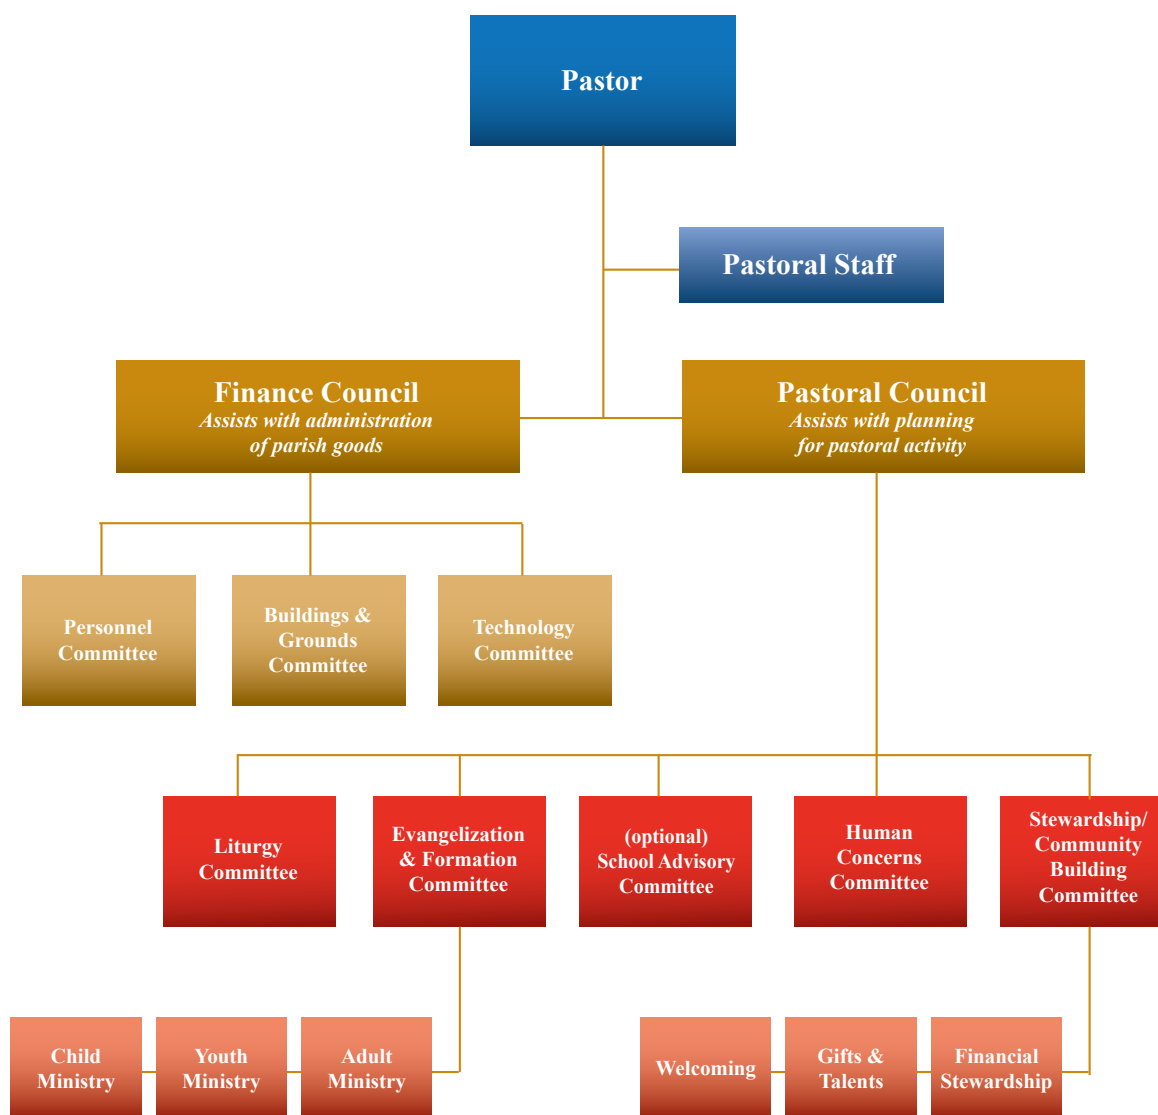 Pastor
Pastoral Staff
Finance Council
Assists with administration
of parish goods
Pastoral Council
Assists with planning
for pastoral activity
Personnel
Committee
Buildings &
Grounds
Committee
Technology
Committee
Liturgy
Committee
Evangelization
& Formation
Committee
(optional)
School Advisory
Committee
Human
Concerns
Committee
Stewardship/
Community
Building
Committee
Child
Ministry
Youth
Ministry
Adult
Ministry
Welcoming
Gifts &
Talents
Financial
Stewardship